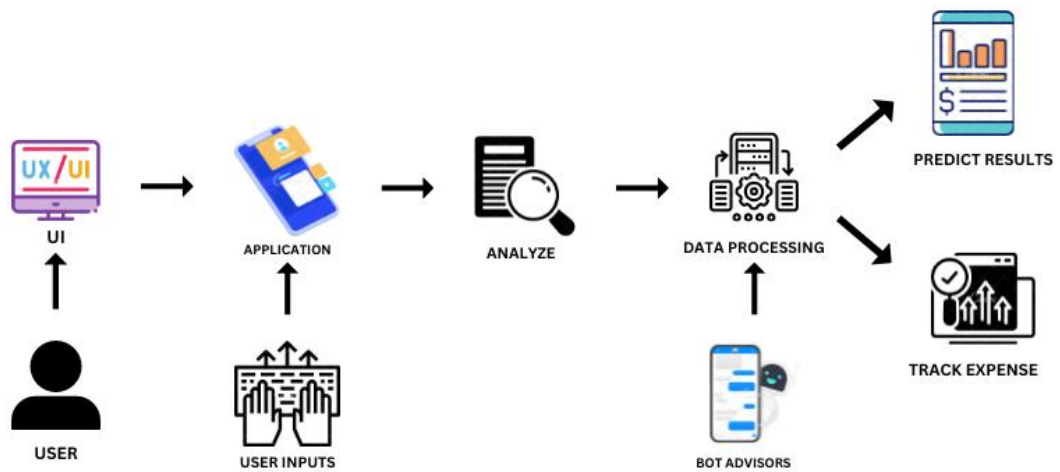 UX/UI
UI
USER
APPLICATION
USER INPUTS
ANALYZE
DATA PROCESSING
BOT ADVISORS
$
PREDICT RESULTS
TRACK EXPENSE